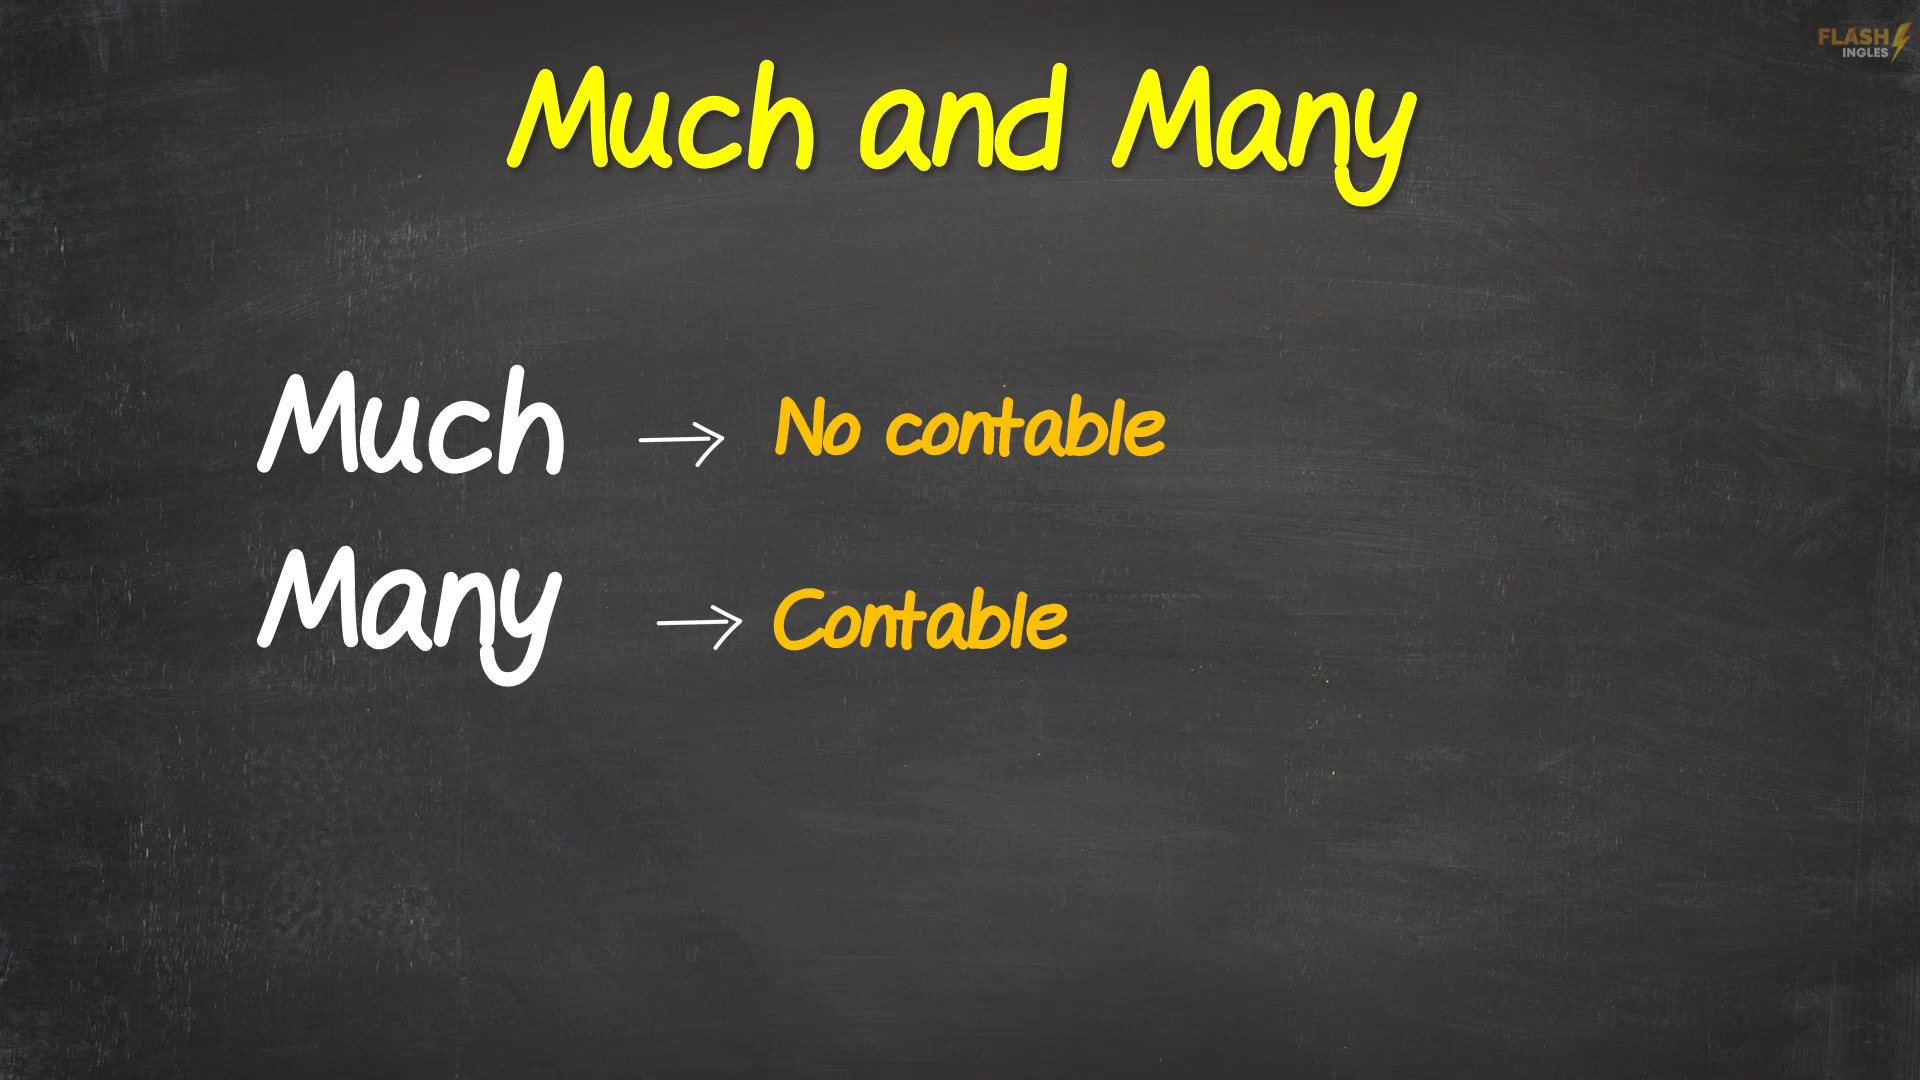 FLASH
INGLES
Much and Many
Much → No contable
Many → Contable